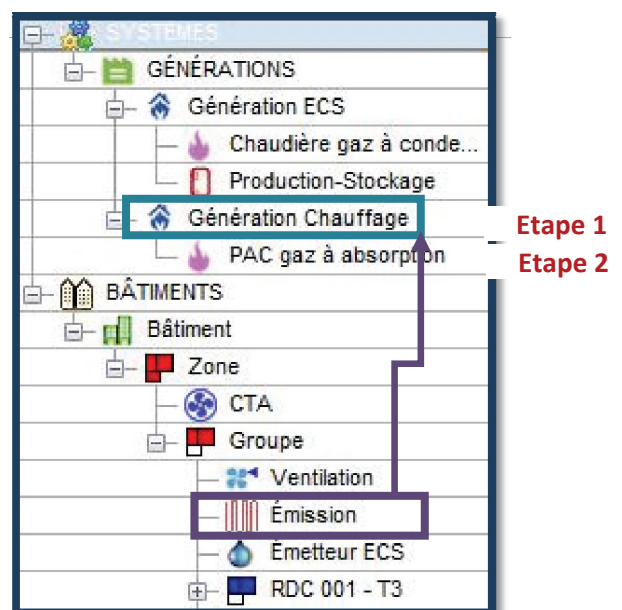 SYSTEMES
GÉNÉRATIONS
Génération ECS
Chaudière gaz à conde...
Production-Stockage
Génération Chauffage
Etape 1
PAC gaz à absorption
Etape 2
BÂTIMENTS
Bâtiment
Zone
CTA
Groupe
Ventilation
Émission
Émetteur ECS
RDC 001 - T3